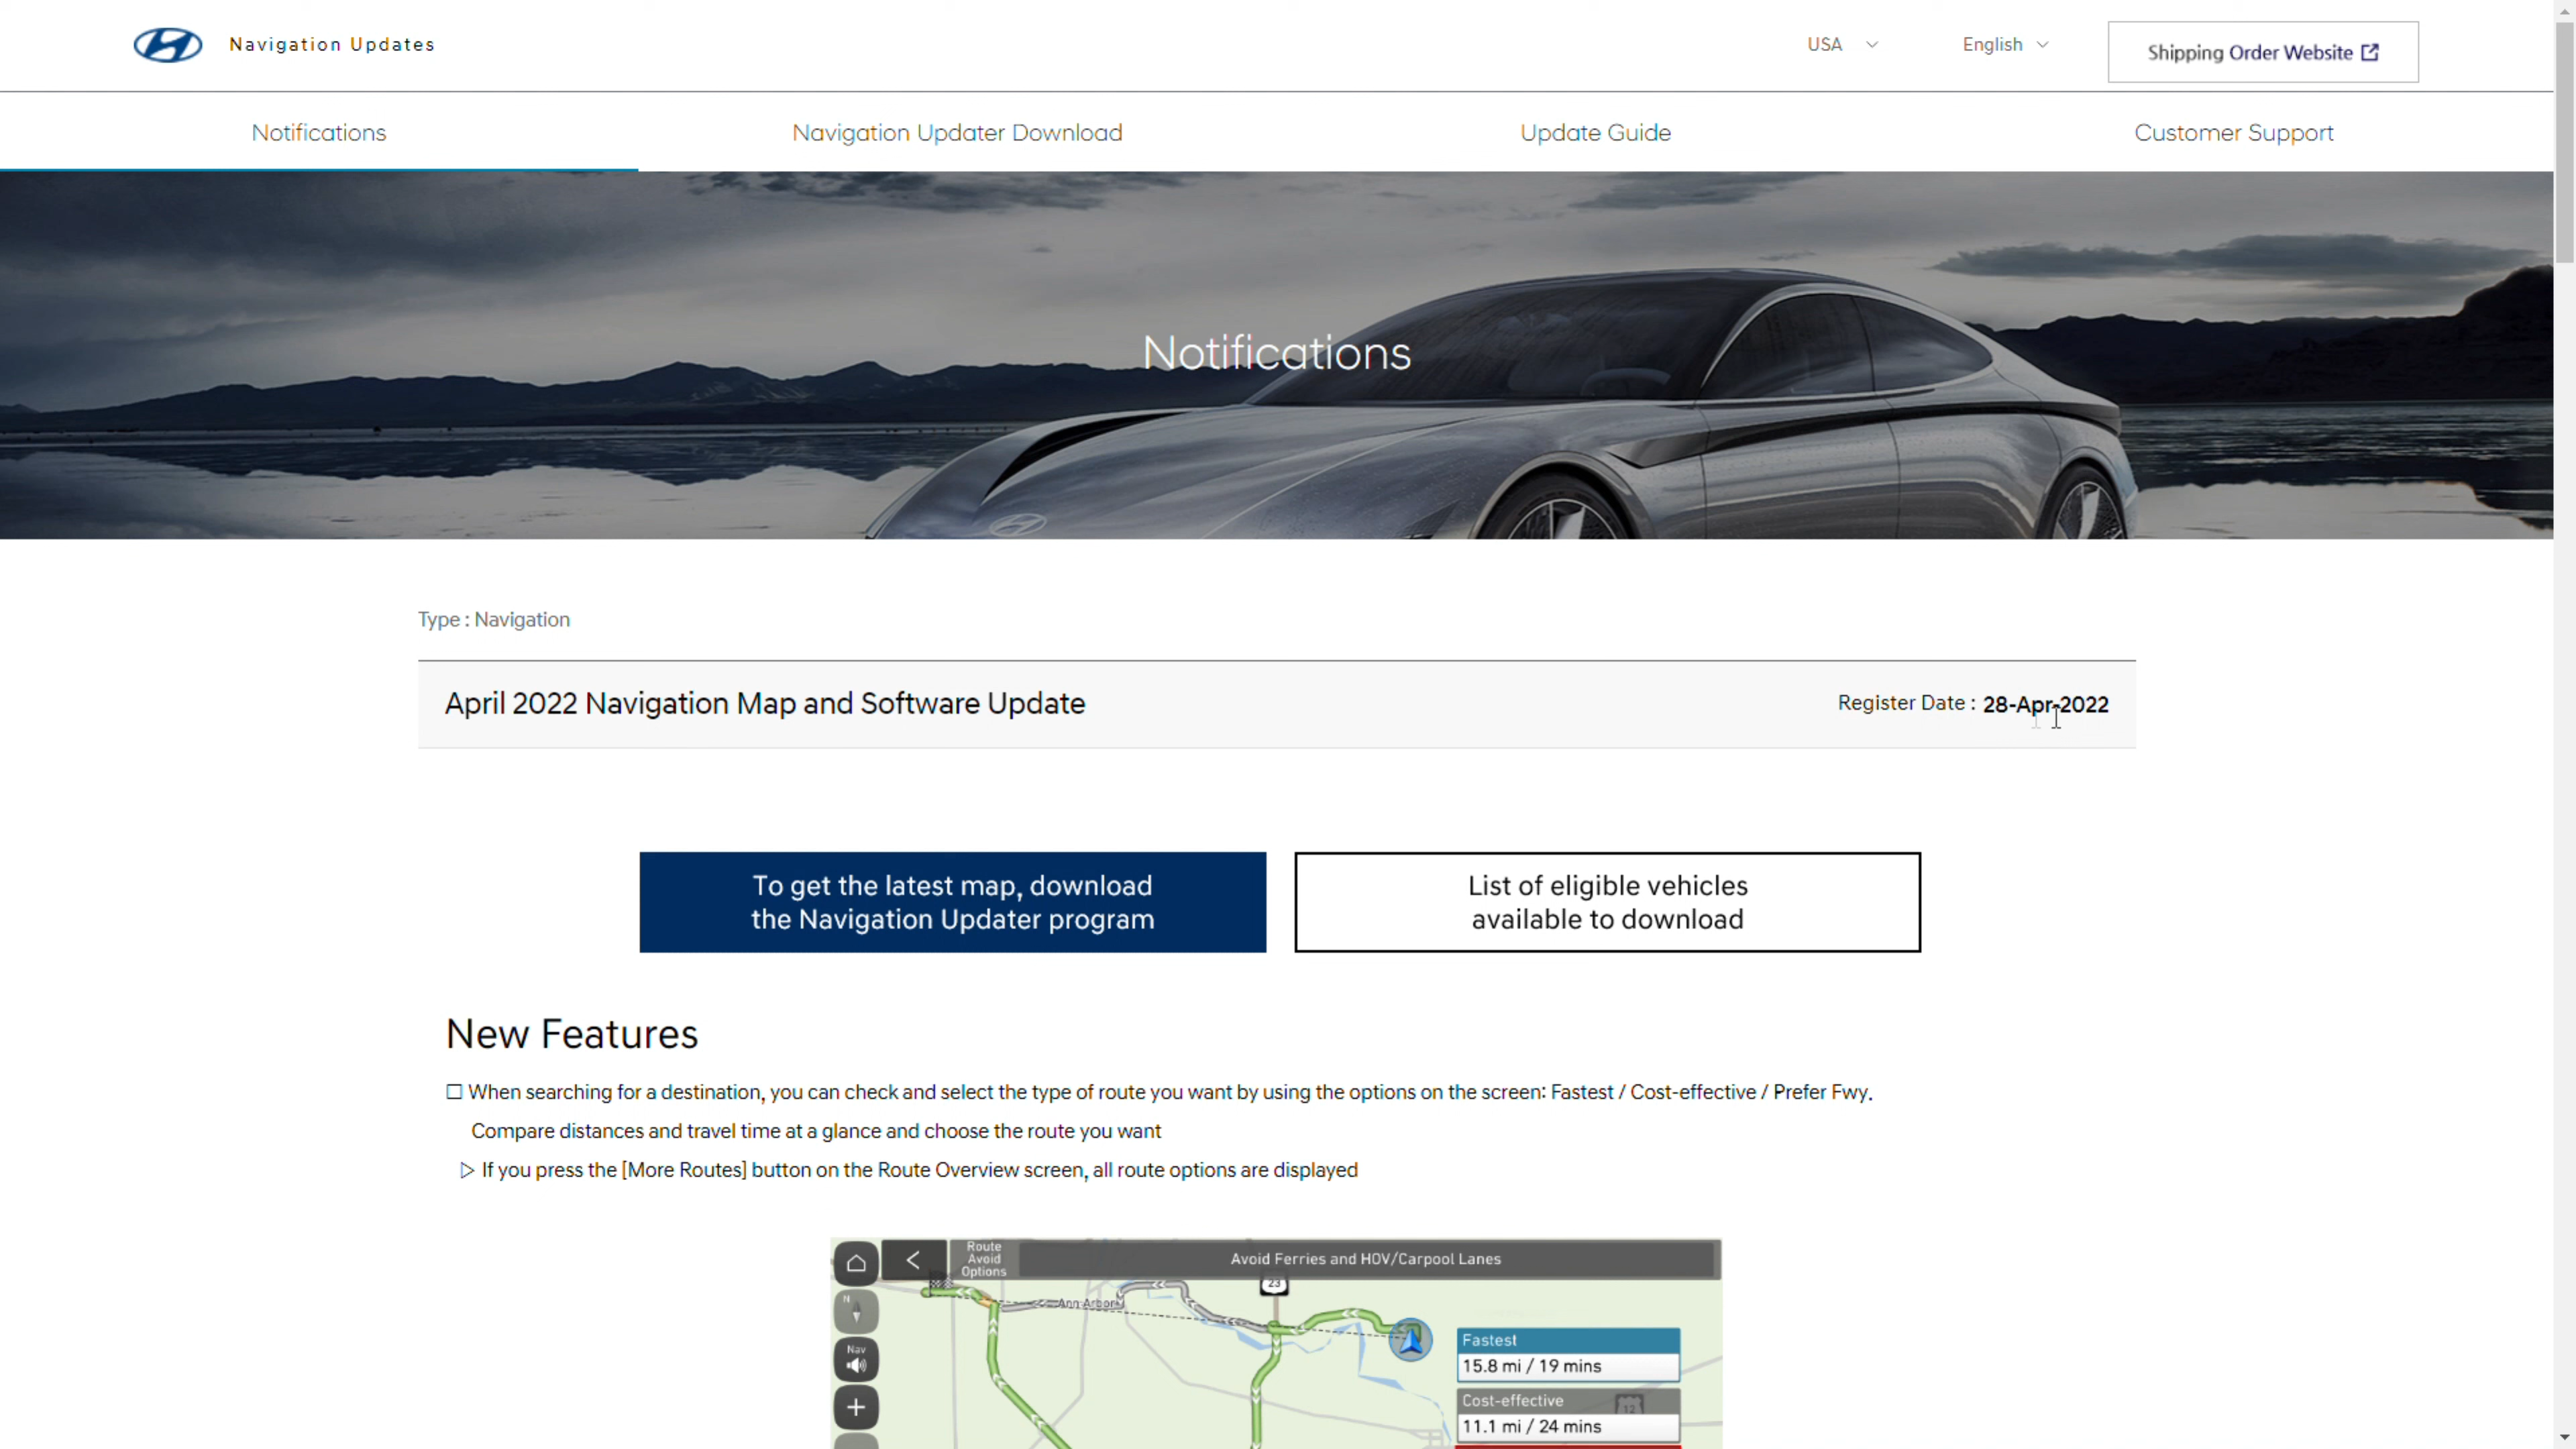 Navigation Updates
USA
English
Shipping Order Website
Notifications
Navigation Updater Download
Update Guide
Customer Support
Notifications
Type : Navigation
April 2022 Navigation Map and Software Update
Register Date : 28-Apr-2022
To get the latest map, download
the Navigation Updater program
List of eligible vehicles
available to download
New Features
☐ When searching for a destination, you can check and select the type of route you want by using the options on the screen: Fastest / Cost-effective / Prefer Fwy.
Compare distances and travel time at a glance and choose the route you want
▷ If you press the [More Routes] button on the Route Overview screen, all route options are displayed
Route
Avoid
Options
Avoid Ferries and HOV/Carpool Lanes
23
N
Ann Arbor
Nav
Fastest
15.8 mi / 19 mins
Cost-effective
12
11.1 mi / 24 mins